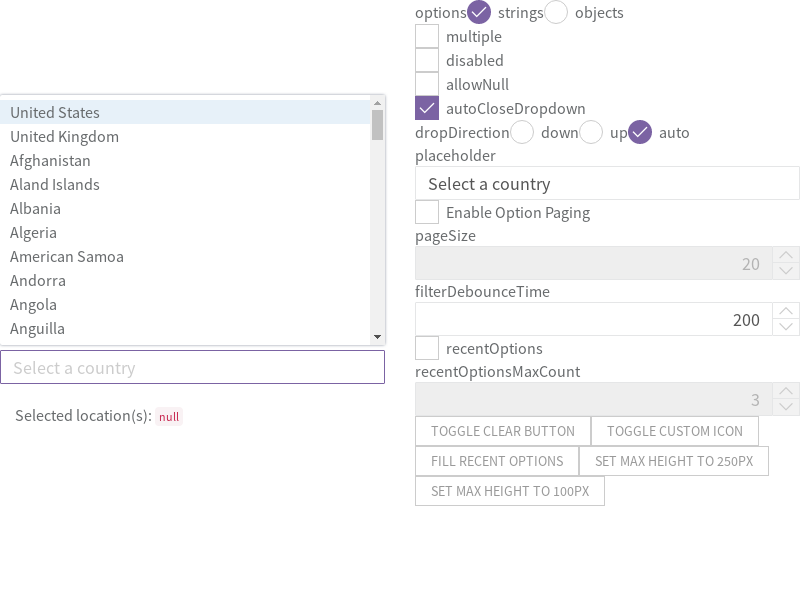 United States
United Kingdom
Afghanistan
Aland Islands
Albania
Algeria
American Samoa
Andorra
Angola
Anguilla
Select a country
Selected location(s): null
options strings objects
multiple
disabled
allowNull
autoCloseDropdown
dropDirection down up auto
placeholder
Select a country
Enable Option Paging
pageSize
20
filterDebounceTime
200
recentOptions
recentOptionsMaxCount
3
TOGGLE CLEAR BUTTON TOGGLE CUSTOM ICON
FILL RECENT OPTIONS SET MAX HEIGHT TO 250PX
SET MAX HEIGHT TO 100PX